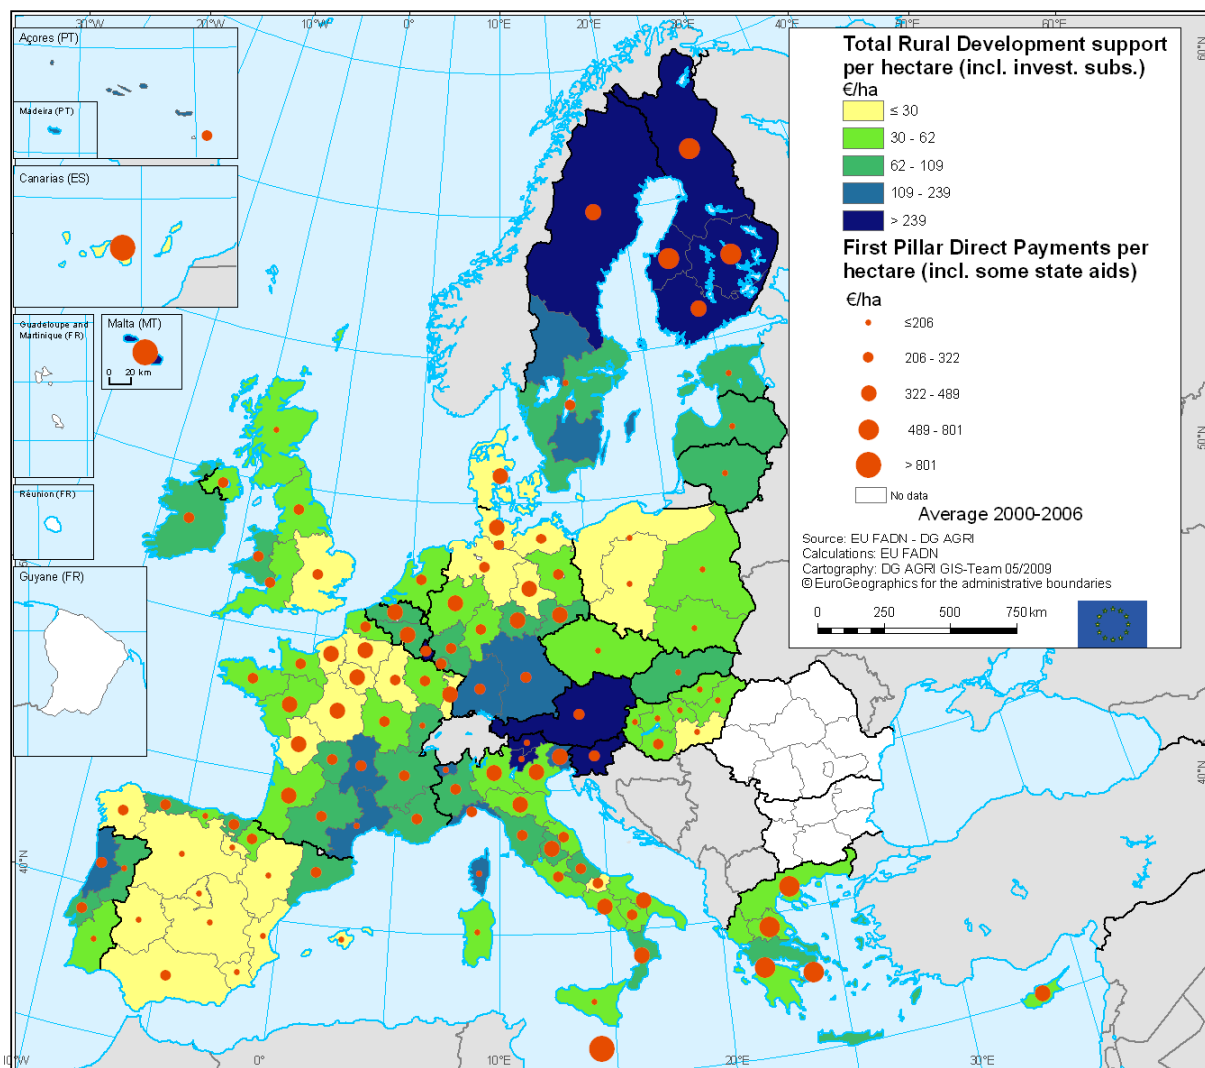 30°W
20°W
10°W
0°
10°E
20°E
30°E
40°E
50°E
60°E
Açores (PT)
Madeira (PT)
Canarias (ES)
Guadeloupe and
Martinique (FR)
Malta (MT)
0 20 km
Réunion (FR)
Guyane (FR)
Total Rural Development support
per hectare (incl. invest. subs.)
€/ha
≤ 30
30 - 62
62 - 109
109 - 239
> 239
First Pillar Direct Payments per
hectare (incl. some state aids)
€/ha
≤206
206 - 322
322 - 489
489 - 801
> 801
No data
Average 2000-2006
Source: EU FADN - DG AGRI
Calculations: EU FADN
Cartography: DG AGRI GIS-Team 05/2009
© EuroGeographics for the administrative boundaries
0 250 500 750 km
60°N
50°N
40°N
40°N
10°W
0°
10°E
20°E
30°E